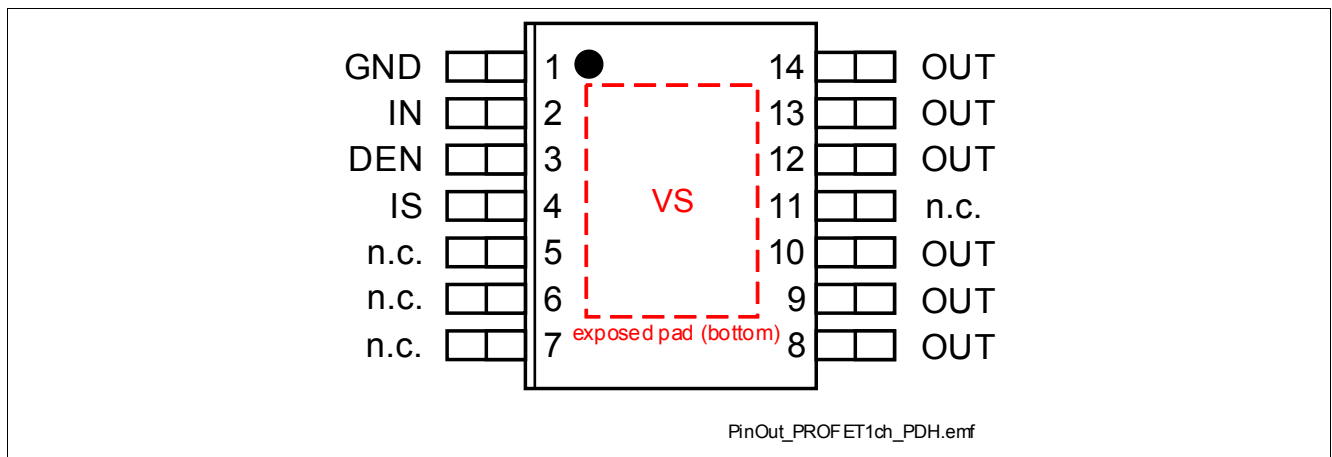 GND 1 14 OUT
IN 2 13 OUT
DEN 3 12 OUT
IS 4 VS 11 n.c.
n.c. 5 10 OUT
n.c. 6 9 OUT
exposed pad (bottom)
n.c. 7 8 OUT
PinOut_PROFET1ch_PDH.emf